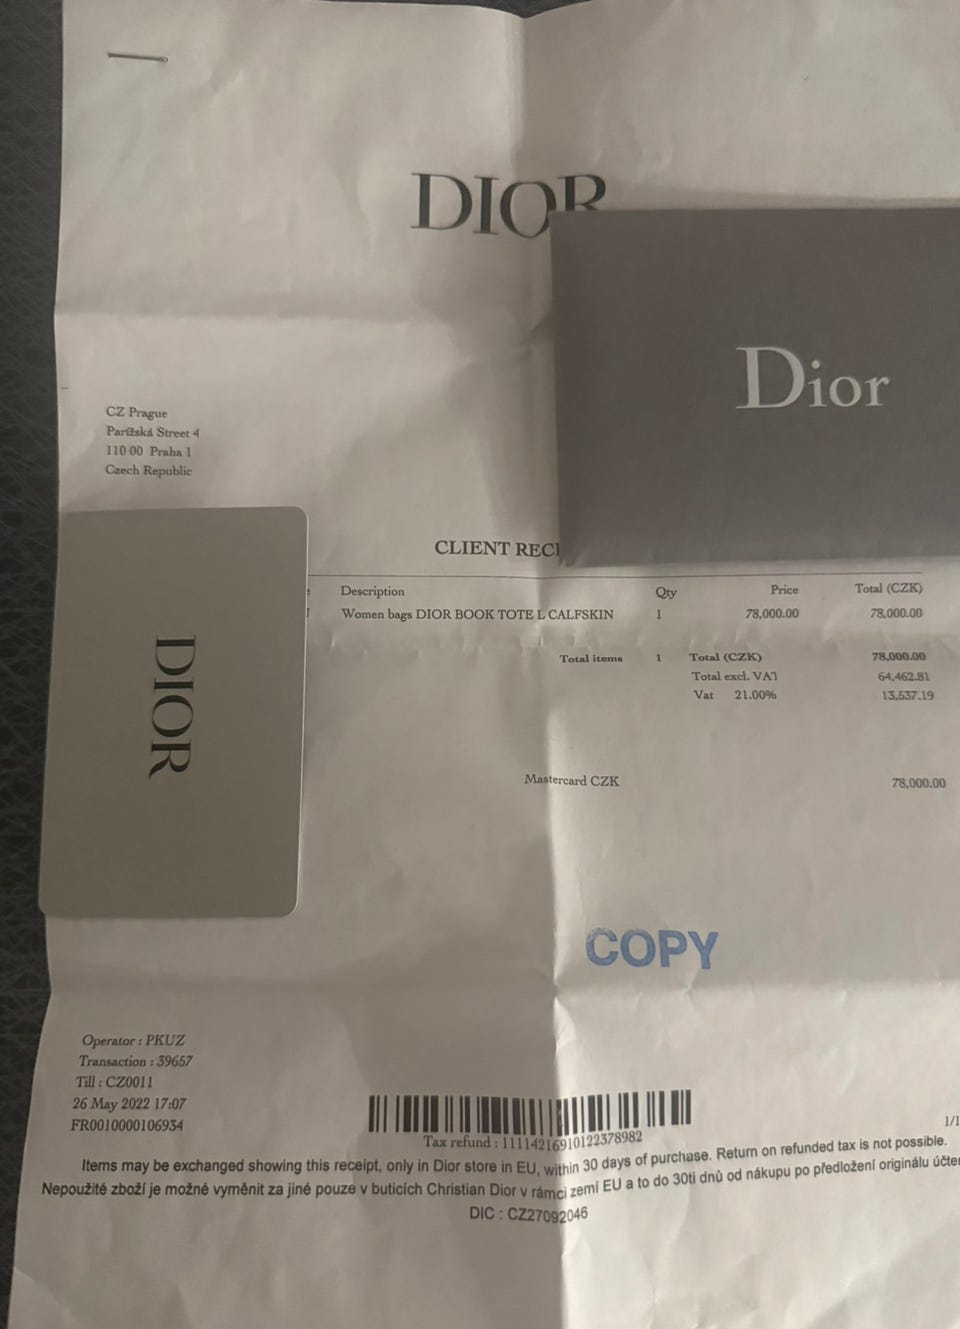 DIOR
Dior
CZ Prague
Pařížská Street 4
110 00 Praha 1
Czech Republic
CLIENT RECI
Description Qty Price Total (CZK)
Women bags DIOR BOOK TOTE L CALFSKIN 1 78,000.00 78,000.00
Total items 1 Total (CZK) 78,000.00
Total excl. VAT 64,462.81
Vat 21.00% 13,537.19
DIOR
Mastercard CZK 78,000.00
COPY
Operator : PKUZ
Transaction : 39657
Till : CZ0011
26 May 2022 17:07
FR0010000106934
1/1
Tax refund : 11114216910122378982
Items may be exchanged showing this receipt, only in Dior store in EU, within 30 days of purchase. Return on refunded tax is not possible.
Nepoužité zboží je možné vyměnit za jiné pouze v buticích Christian Dior v rámci zemí EU a to do 30ti dnů od nákupu po předložení originálu účten
DIC : CZ27092046